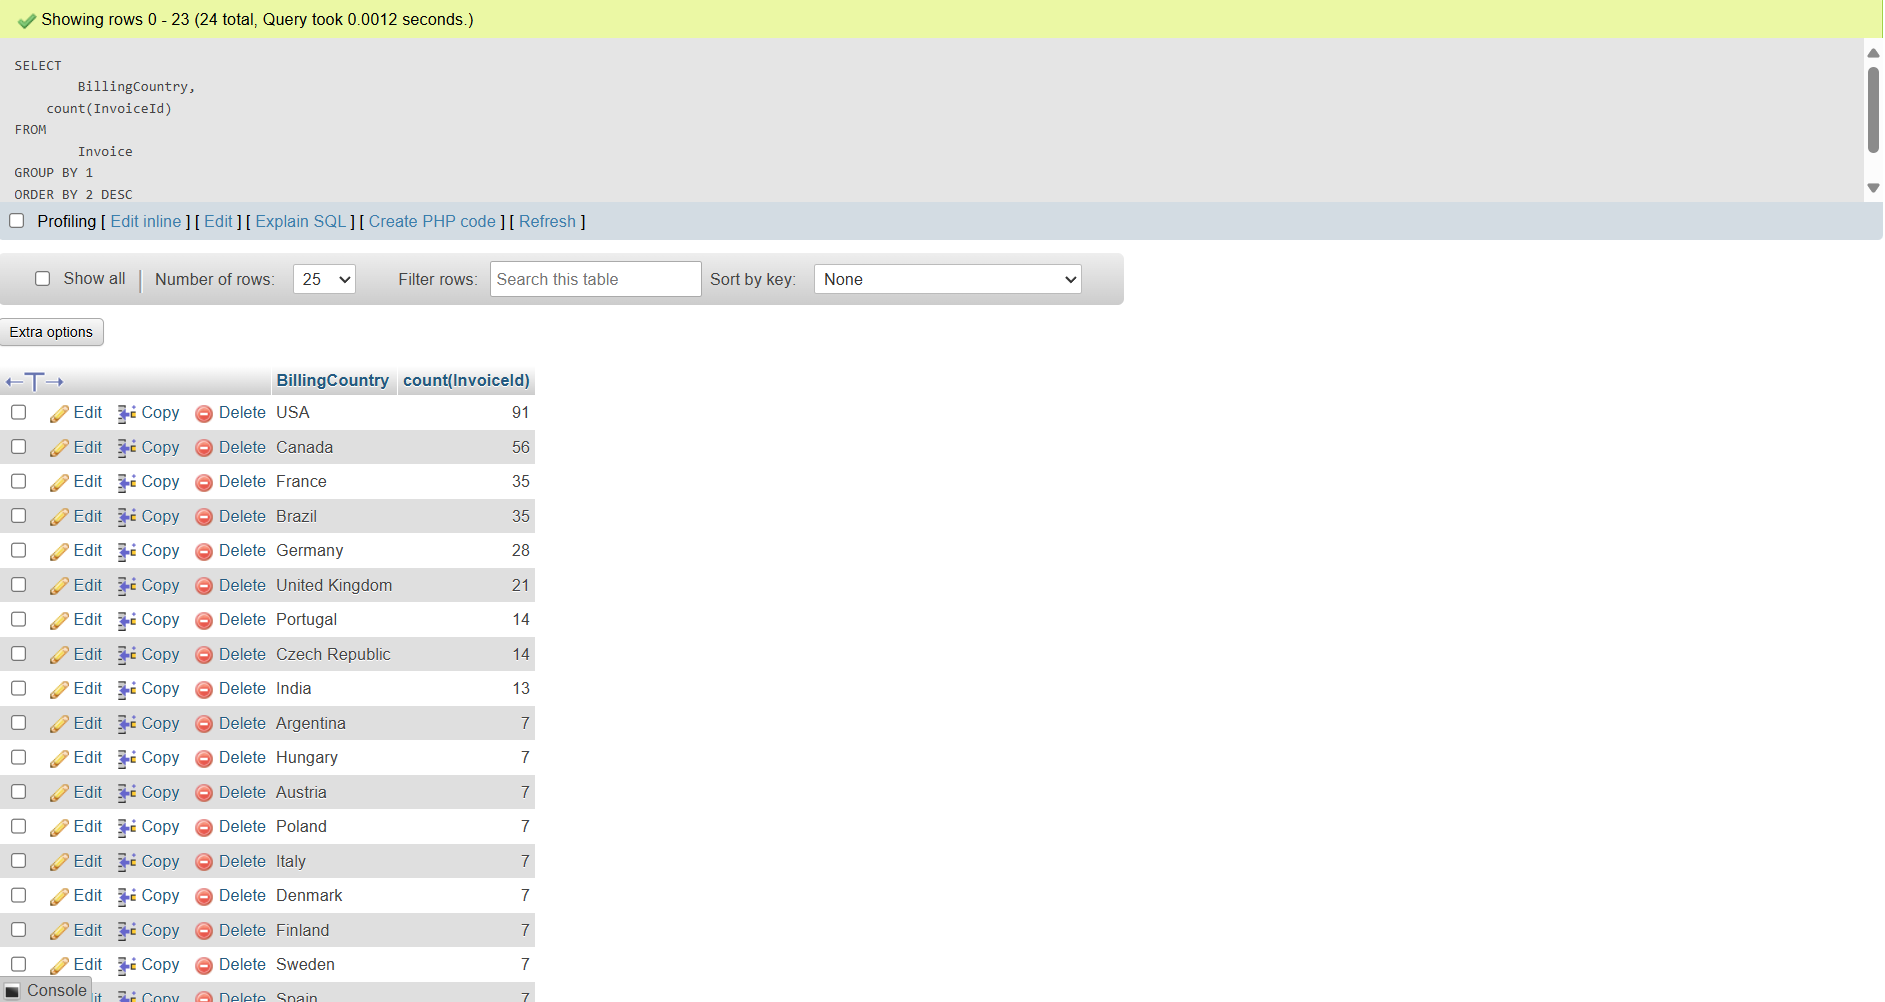 Showing rows 0 - 23 (24 total, Query took 0.0012 seconds.)
SELECT
BillingCountry,
count(InvoiceId)
FROM
Invoice
GROUP BY 1
ORDER BY 2 DESC
Profiling [ Edit inline ] [ Edit ] [ Explain SQL ] [ Create PHP code ] [ Refresh ]
Show all Number of rows: 25 Filter rows: Search this table Sort by key: None
Extra options
←T→ BillingCountry count(InvoiceId)
Edit Copy Delete USA 91
Edit Copy Delete Canada 56
Edit Copy Delete France 35
Edit Copy Delete Brazil 35
Edit Copy Delete Germany 28
Edit Copy Delete United Kingdom 21
Edit Copy Delete Portugal 14
Edit Copy Delete Czech Republic 14
Edit Copy Delete India 13
Edit Copy Delete Argentina 7
Edit Copy Delete Hungary 7
Edit Copy Delete Austria 7
Edit Copy Delete Poland 7
Edit Copy Delete Italy 7
Edit Copy Delete Denmark 7
Edit Copy Delete Finland 7
Edit Copy Delete Sweden 7
Console Copy Delete Spain 7